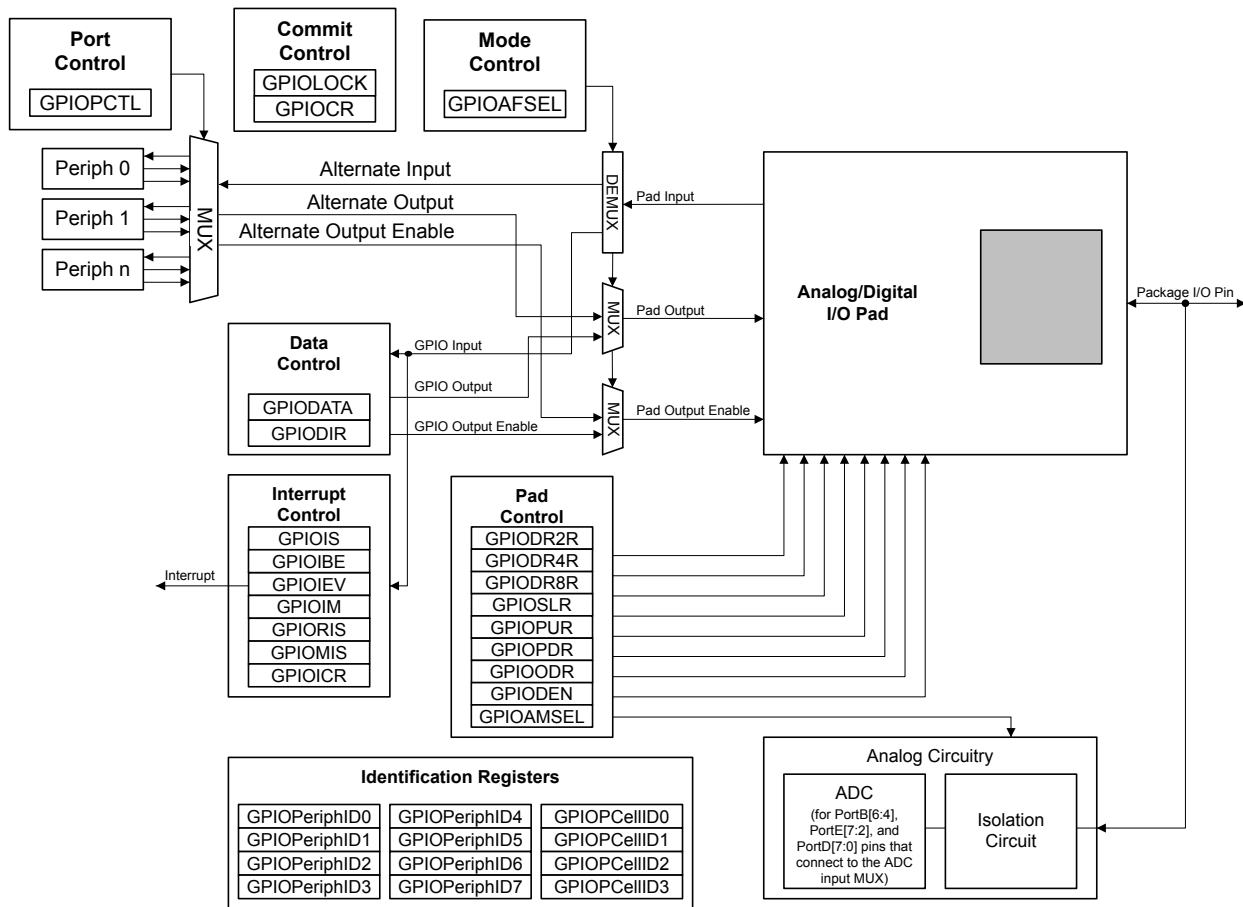 Port
Control
GPIOPCTL
Commit
Control
GPIOLOCK
GPIOCR
Mode
Control
GPIOAFSEL
Periph 0
Periph 1
Periph n
MUX
Alternate Input
Alternate Output
Alternate Output Enable
DEMUX
Pad Input
MUX
Pad Output
MUX
Pad Output Enable
Analog/Digital
I/O Pad
Package I/O Pin
Data
Control
GPIODATA
GPIODIR
GPIO Input
GPIO Output
GPIO Output Enable
Interrupt
Control
GPIOIS
GPIOIBE
GPIOIEV
GPIOIM
GPIORIS
GPIOMIS
GPIOICR
Interrupt
Pad
Control
GPIODR2R
GPIODR4R
GPIODR8R
GPIOSLR
GPIOPUR
GPIOPDR
GPIOODR
GPIODEN
GPIOAMSEL
Analog Circuitry
ADC
(for PortB[6:4],
PortE[7:2], and
PortD[7:0] pins that
connect to the ADC
input MUX)
Isolation
Circuit
Identification Registers
GPIOPeriphID0
GPIOPeriphID1
GPIOPeriphID2
GPIOPeriphID3
GPIOPeriphID4
GPIOPeriphID5
GPIOPeriphID6
GPIOPeriphID7
GPIOPCellID0
GPIOPCellID1
GPIOPCellID2
GPIOPCellID3